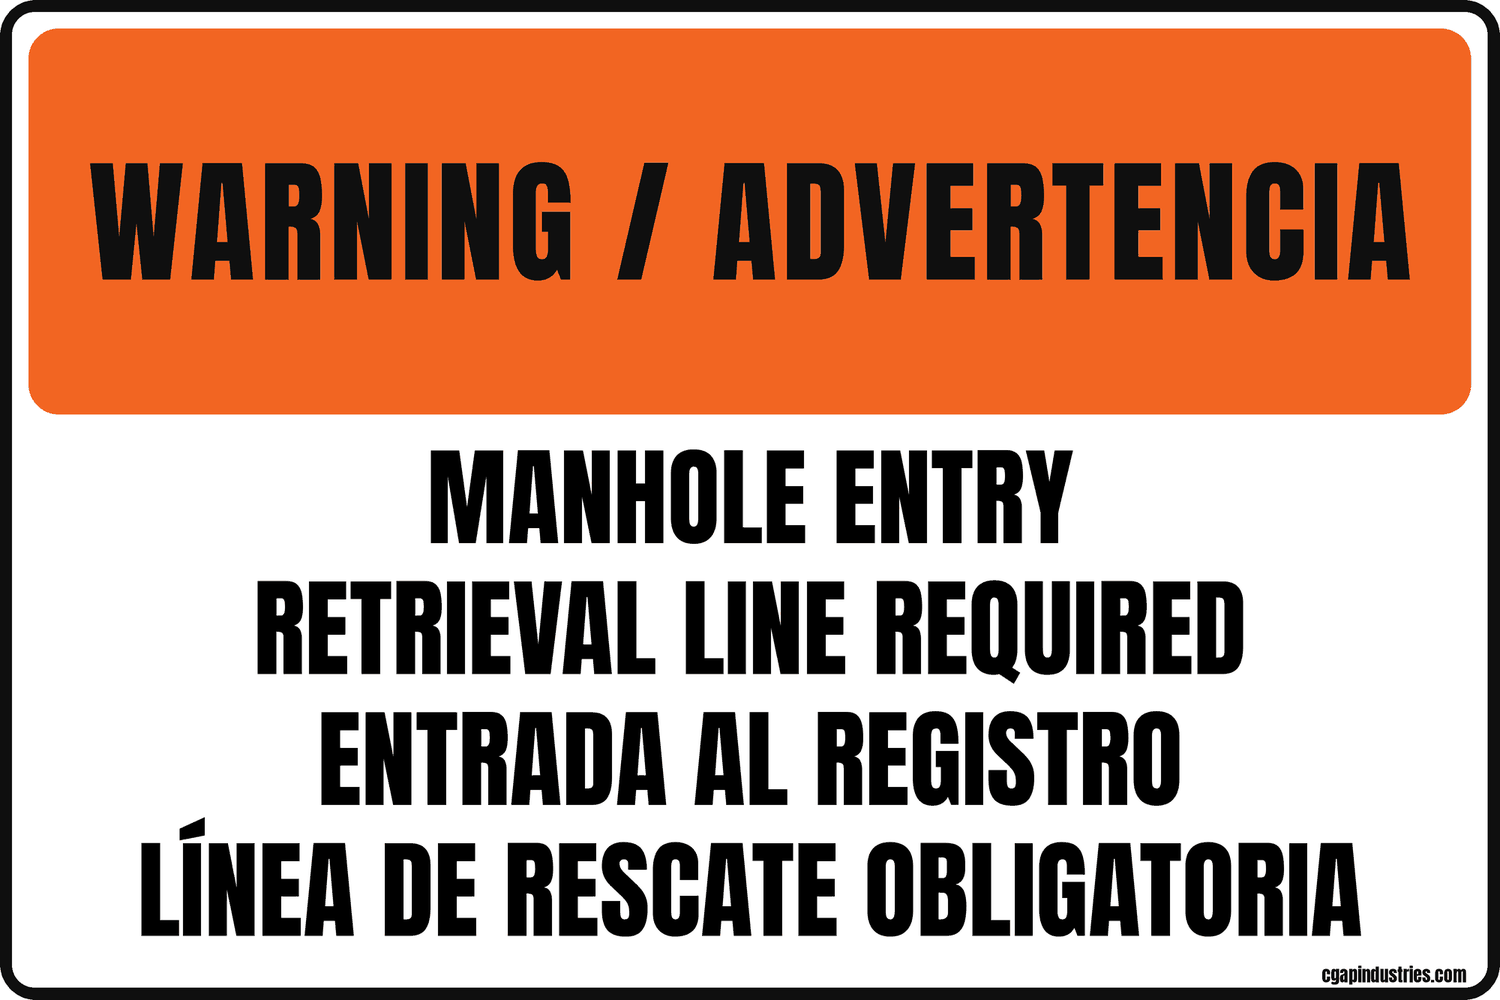 WARNING / ADVERTENCIA
MANHOLE ENTRY
RETRIEVAL LINE REQUIRED
ENTRADA AL REGISTRO
LÍNEA DE RESCATE OBLIGATORIA
cgapindustries.com